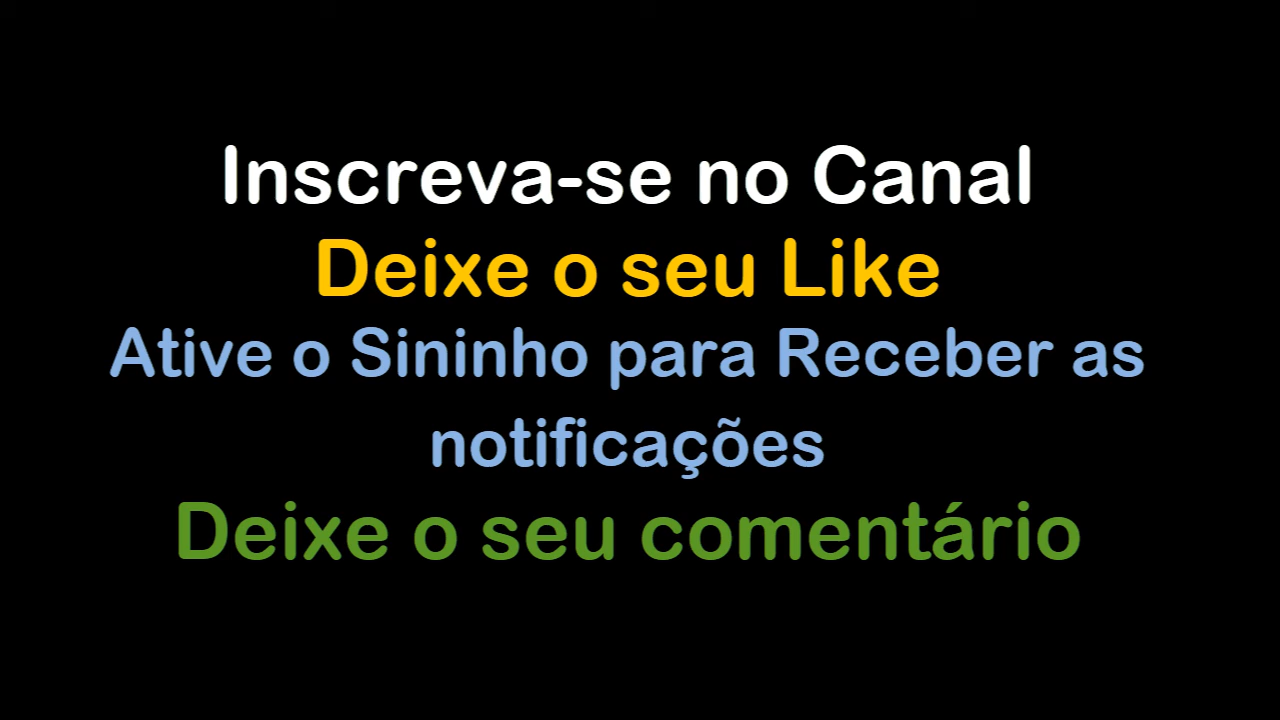 Inscreva-se no Canal
Deixe o seu Like
Ative o Sininho para Receber as
notificações
Deixe o seu comentário